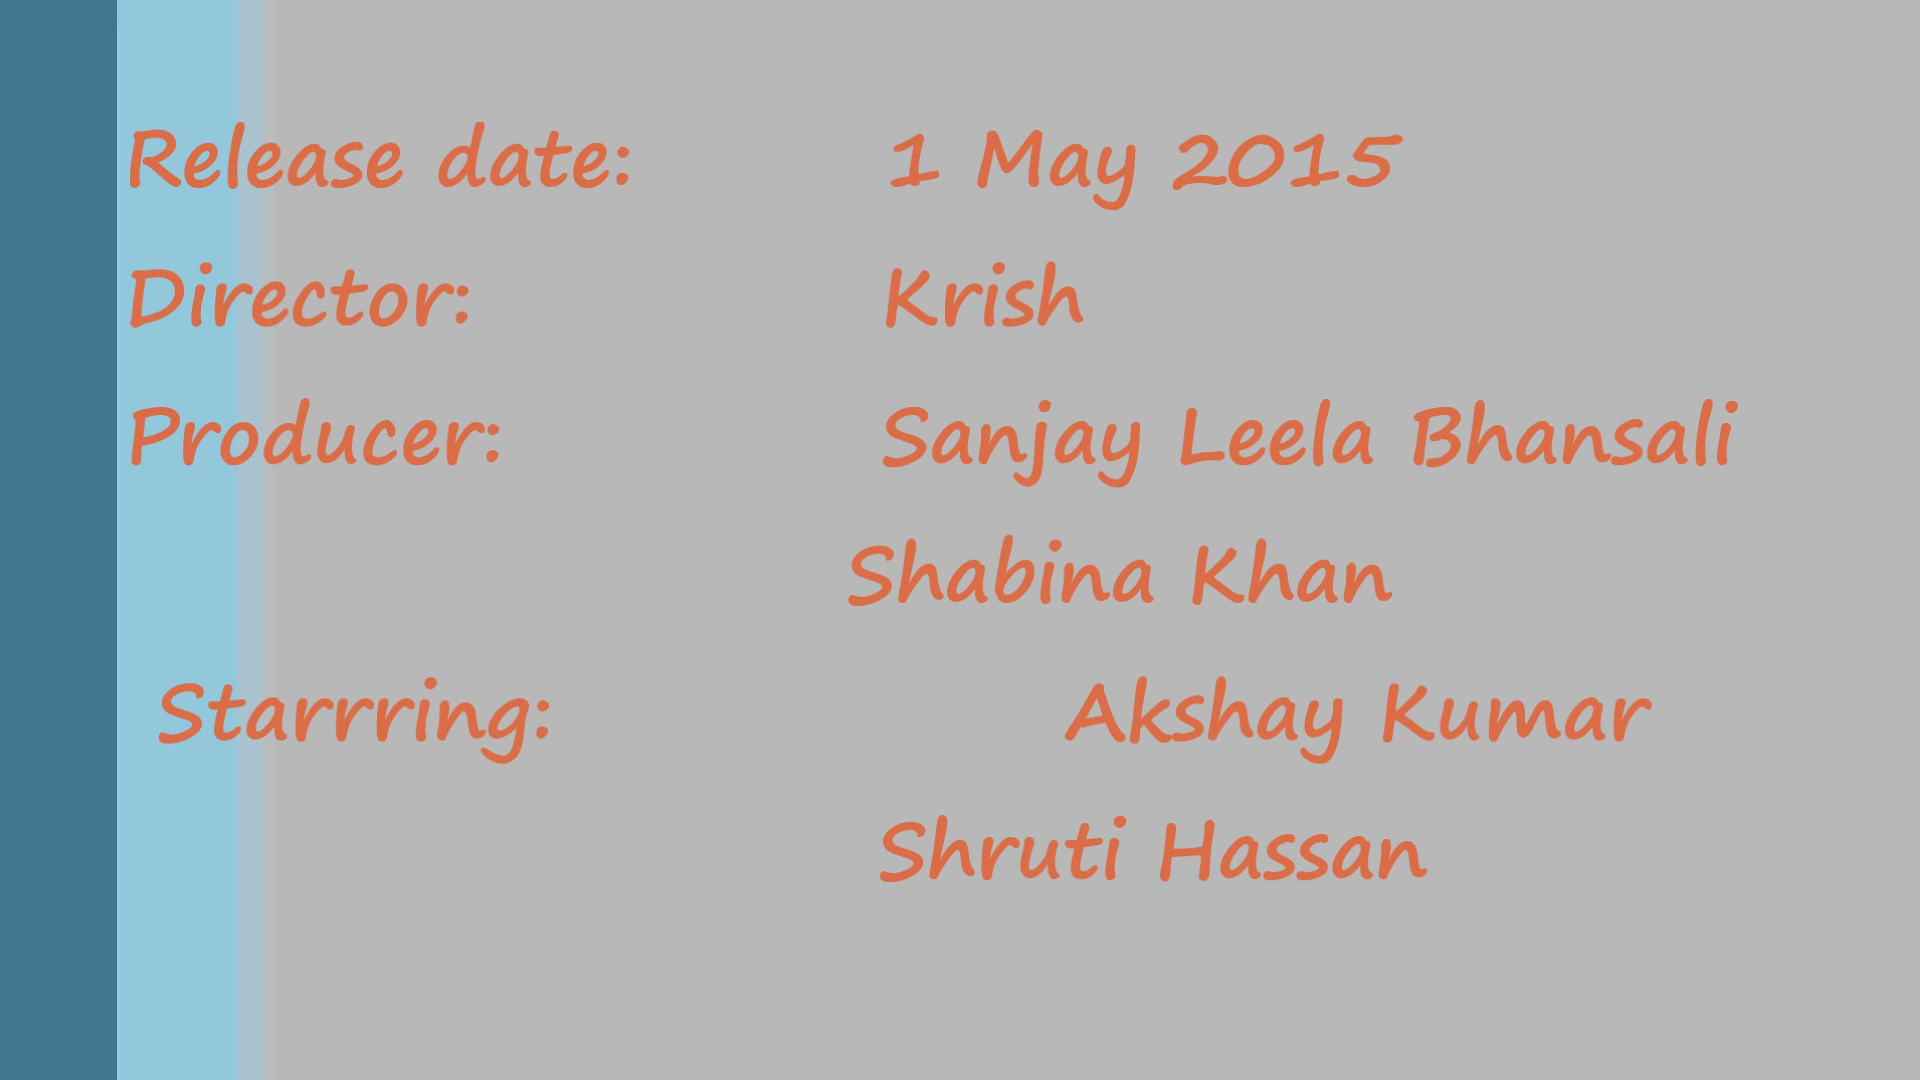 Release date: 1 May 2015
Director: Krish
Producer: Sanjay Leela Bhansali
Shabina Khan
Starrring: Akshay Kumar
Shruti Hassan